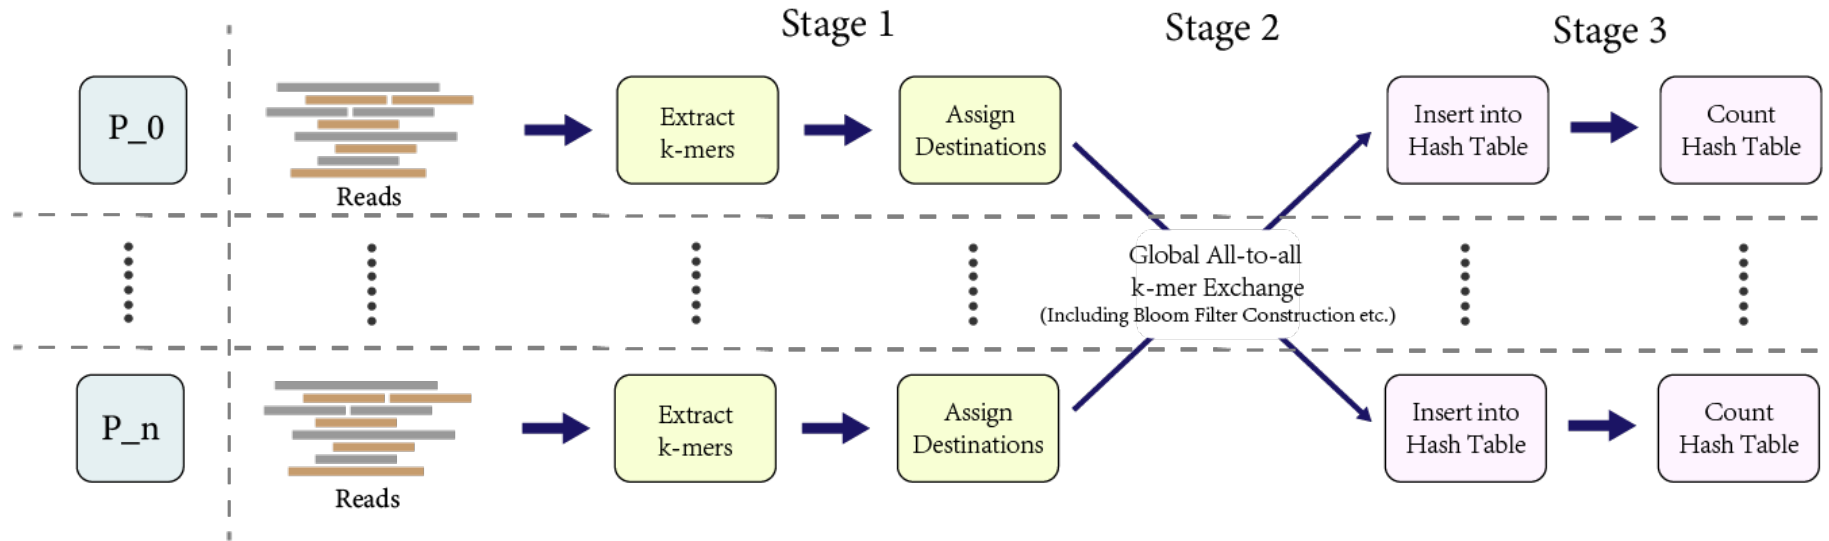 Stage 1
Stage 2
Stage 3
P_0
Reads
Extract
k-mers
Assign
Destinations
Insert into
Hash Table
Count
Hash Table
Global All-to-all
k-mer Exchange
(Including Bloom Filter Construction etc.)
P_n
Reads
Extract
k-mers
Assign
Destinations
Insert into
Hash Table
Count
Hash Table